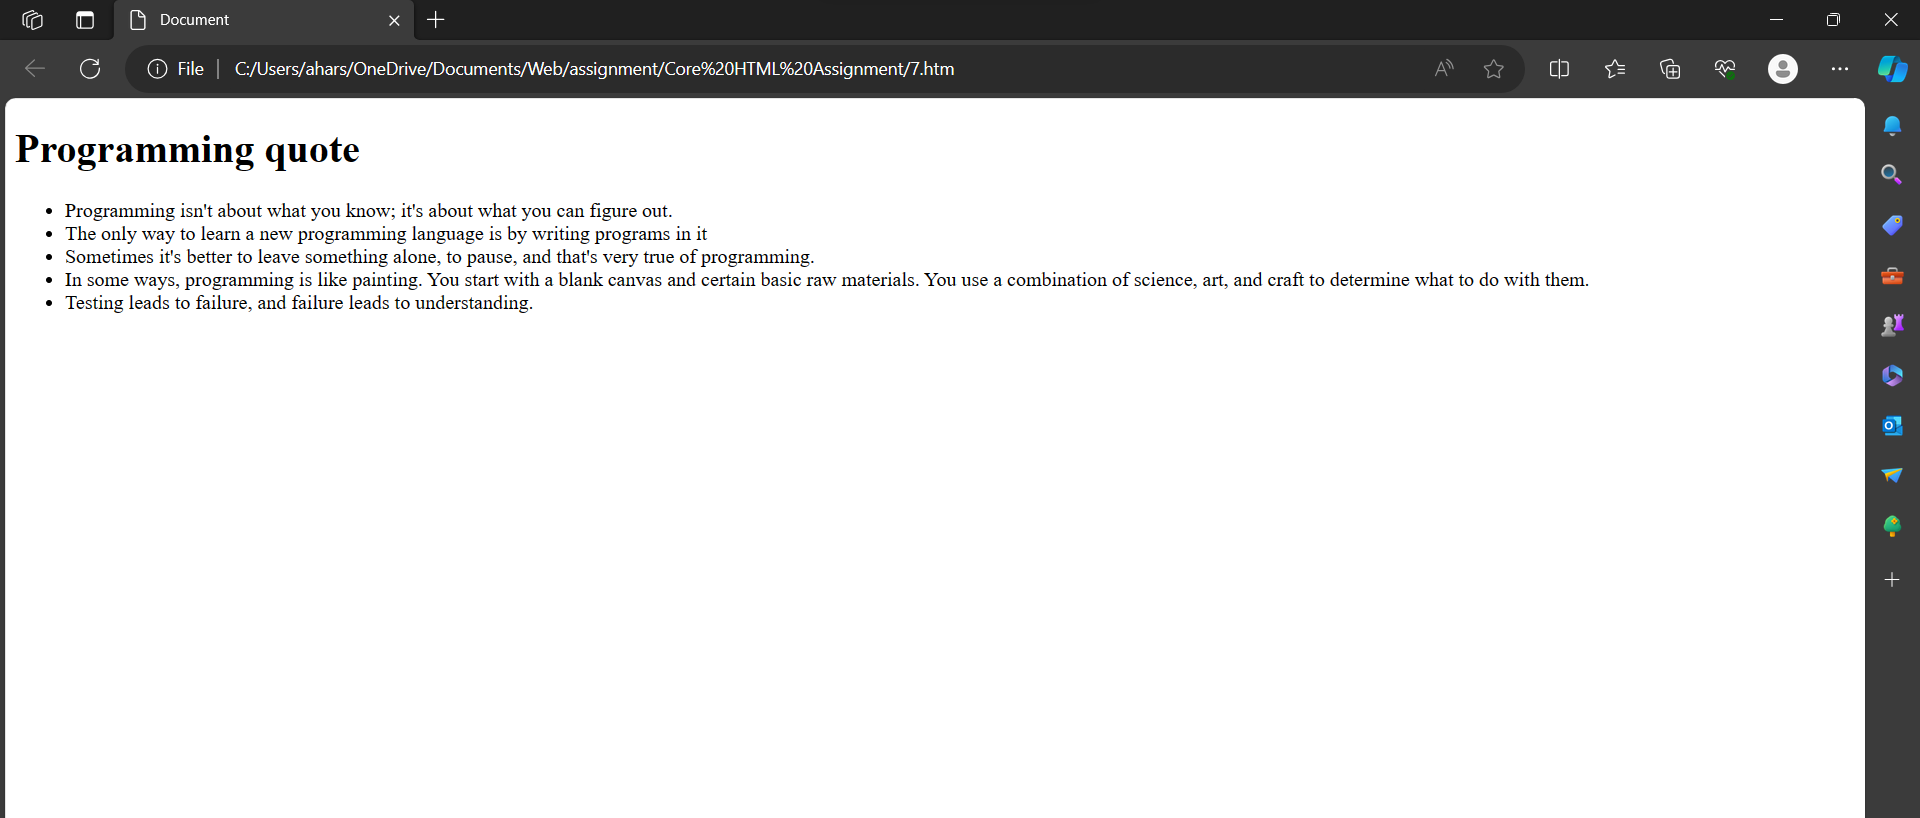 Document
File
C:/Users/ahars/OneDrive/Documents/Web/assignment/Core%20HTML%20Assignment/7.htm
Programming quote
Programming isn't about what you know; it's about what you can figure out.
The only way to learn a new programming language is by writing programs in it
Sometimes it's better to leave something alone, to pause, and that's very true of programming.
In some ways, programming is like painting. You start with a blank canvas and certain basic raw materials. You use a combination of science, art, and craft to determine what to do with them.
Testing leads to failure, and failure leads to understanding.